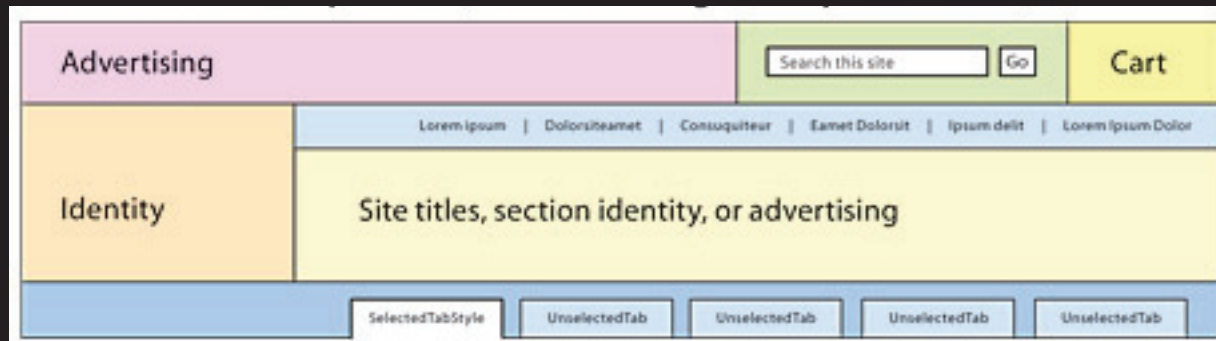 Advertising
Search this site
Go
Cart
Lorem ipsum | Dolorsiteamet | Consuquiteur | Eamet Dolorsit | Ipsum delit | Lorem Ipsum Dolor
Identity
Site titles, section identity, or advertising
SelectedTabStyle
UnselectedTab
UnselectedTab
UnselectedTab
UnselectedTab